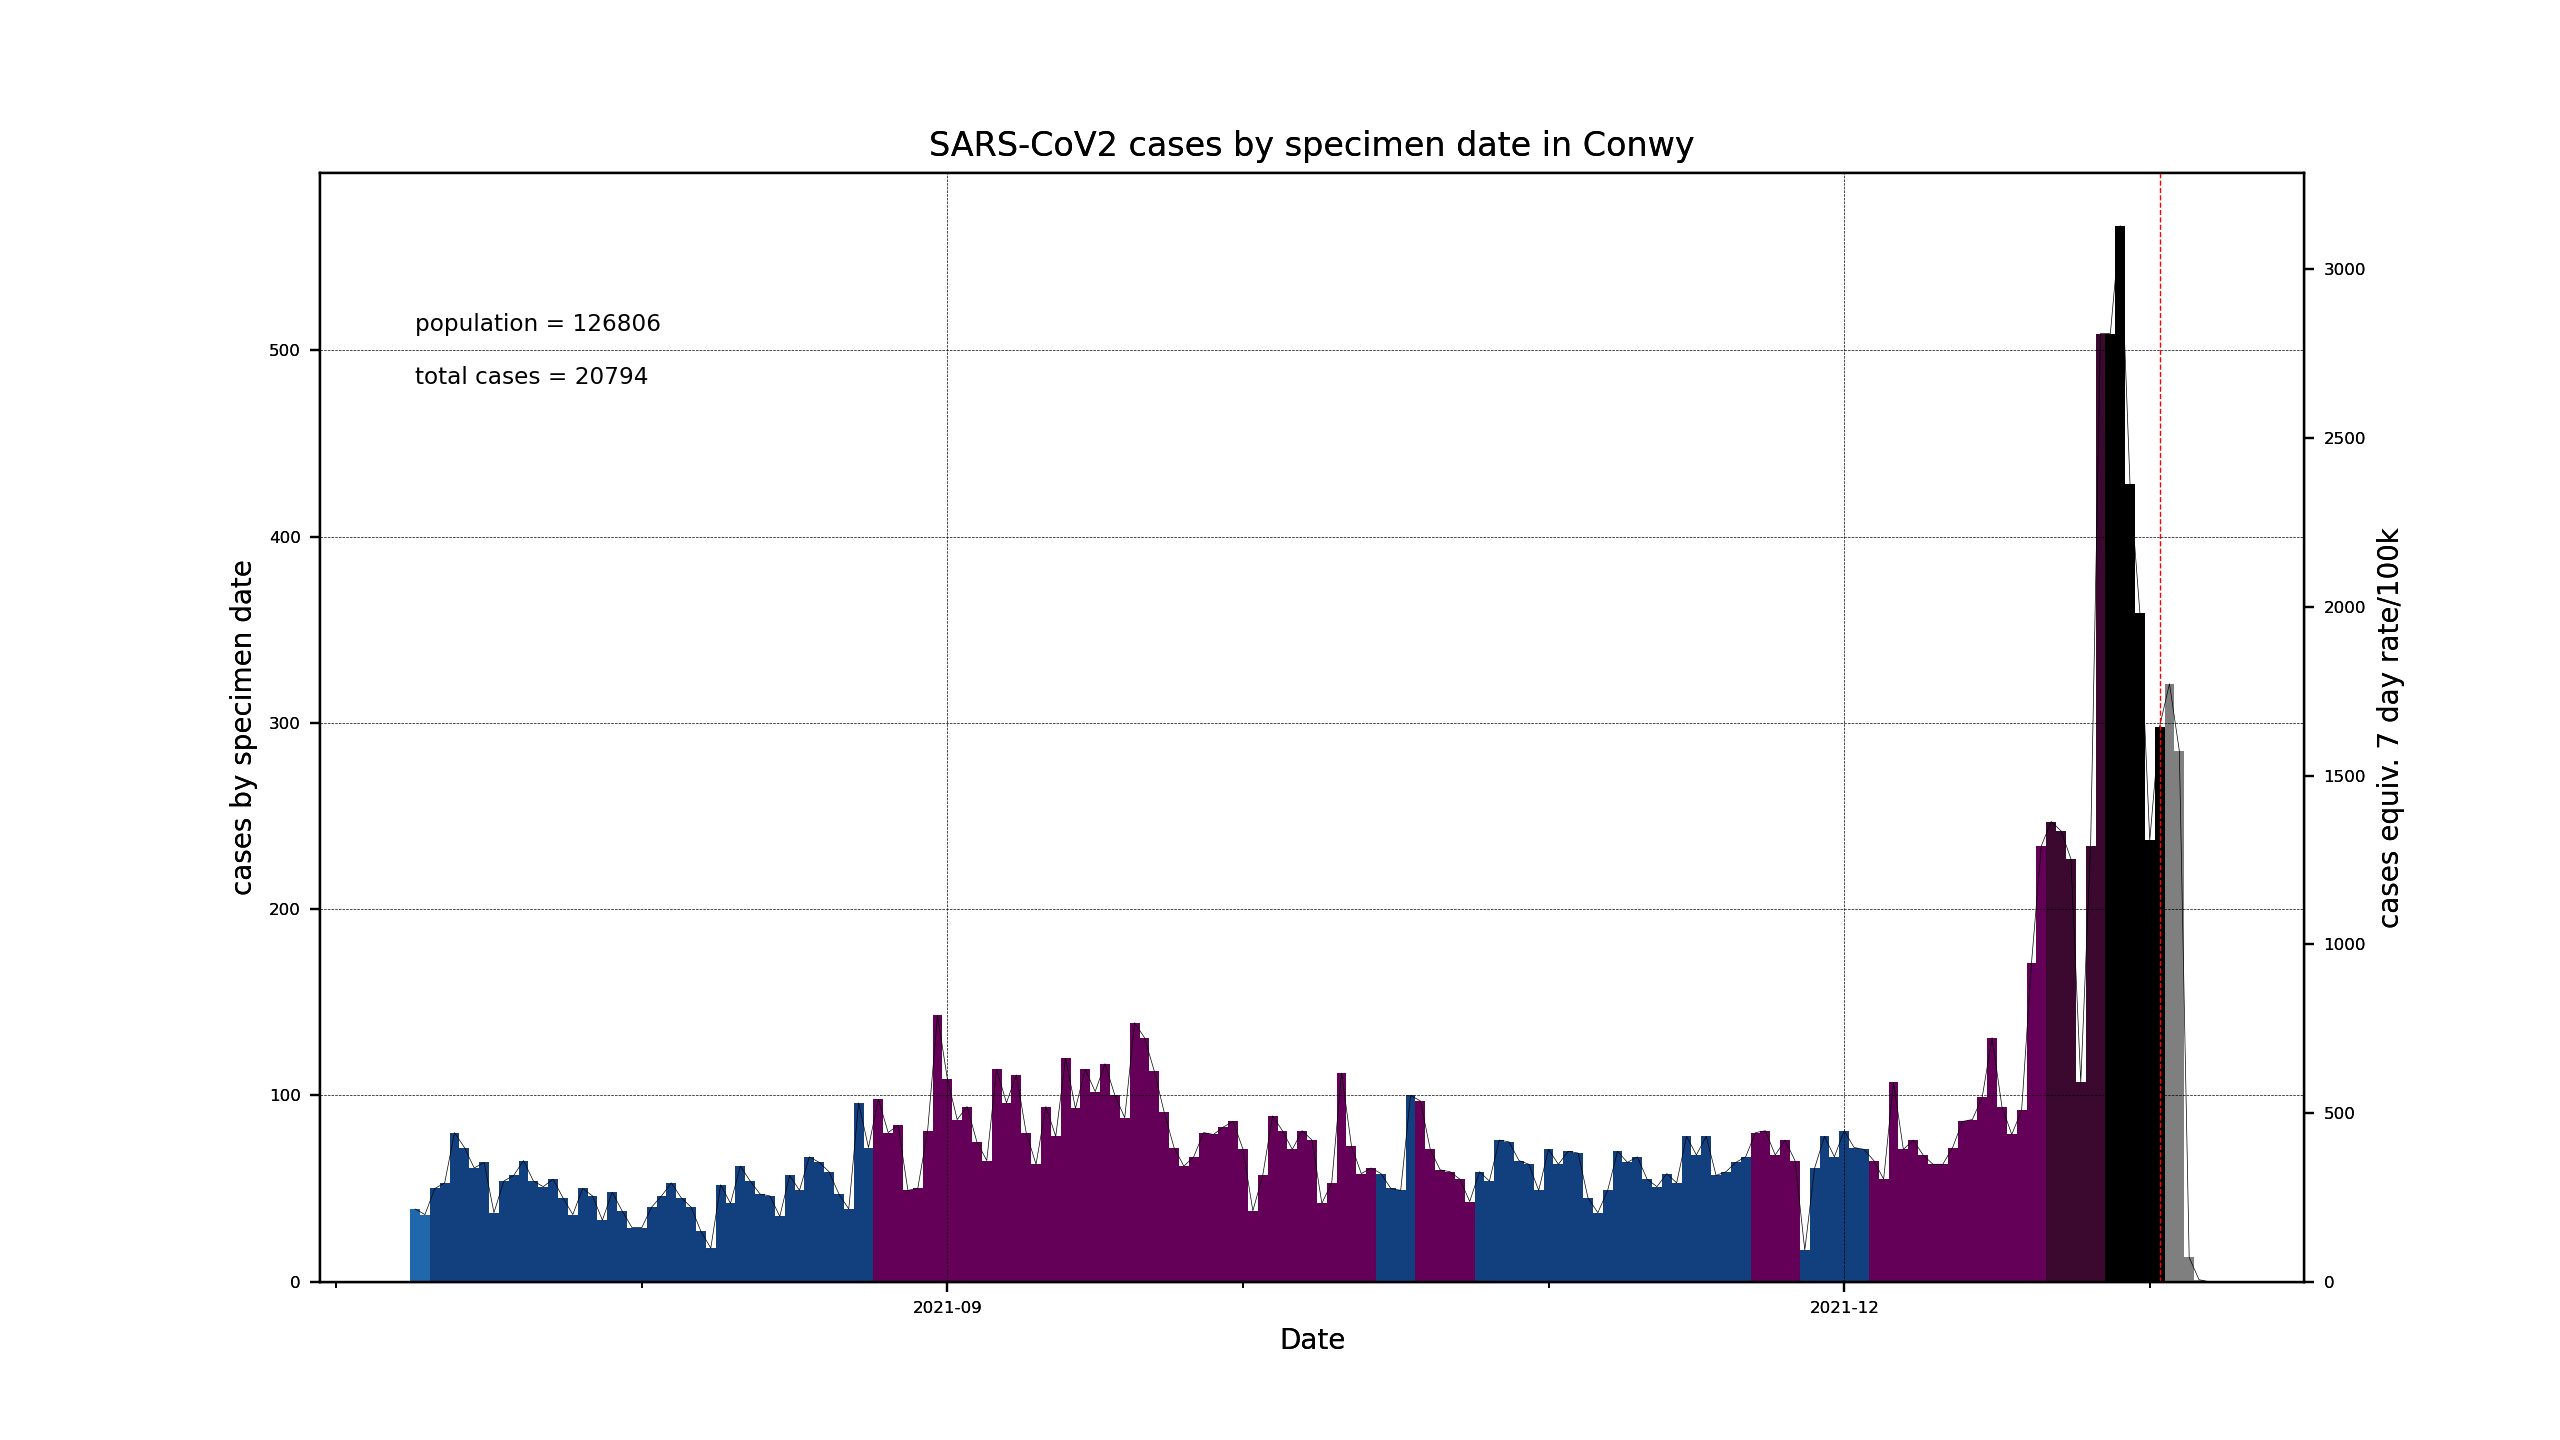 SARS-CoV2 cases by specimen date in Conwy
population = 126806
total cases = 20794
cases by specimen date
500
400
300
200
100
0
3000
2500
2000
1500
1000
500
0
cases equiv. 7 day rate/100k
2021-09
2021-12
Date